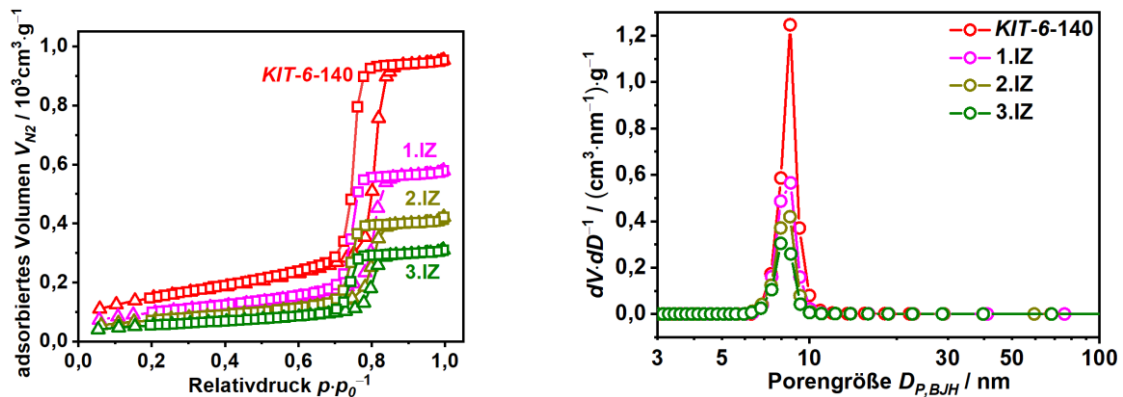 adsorbiertes Volumen V_N2 / 10³cm³·g⁻¹
1,0
0,8
0,6
0,4
0,2
0,0
KIT-6-140
1.IZ
2.IZ
3.IZ
0,0 0,2 0,4 0,6 0,8 1,0
Relativdruck p·p₀⁻¹
dV·dD⁻¹ / (cm³·nm⁻¹)·g⁻¹
1,2
1,0
0,8
0,6
0,4
0,2
0,0
KIT-6-140
1.IZ
2.IZ
3.IZ
3 10 30 60 100
Porengröße D_P,BJH / nm